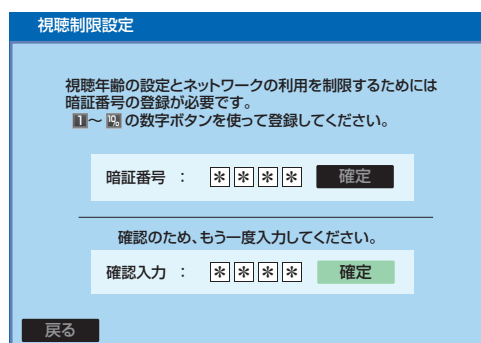 視聴制限設定
視聴年齢の設定とネットワークの利用を制限するためには
暗証番号の登録が必要です。
1～10/0 の数字ボタンを使って登録してください。
暗証番号 ： ＊ ＊ ＊ ＊ 確定
確認のため、もう一度入力してください。
確認入力 ： ＊ ＊ ＊ ＊ 確定
戻る